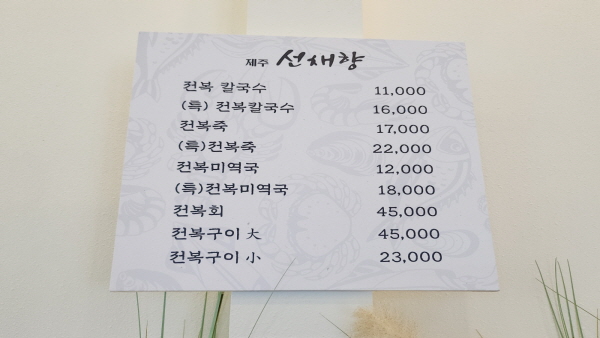 제주 선채향
전복 칼국수 11,000
(특) 전복칼국수 16,000
전복죽 17,000
(특)전복죽 22,000
전복미역국 12,000
(특)전복미역국 18,000
전복회 45,000
전복구이 大 45,000
전복구이 小 23,000